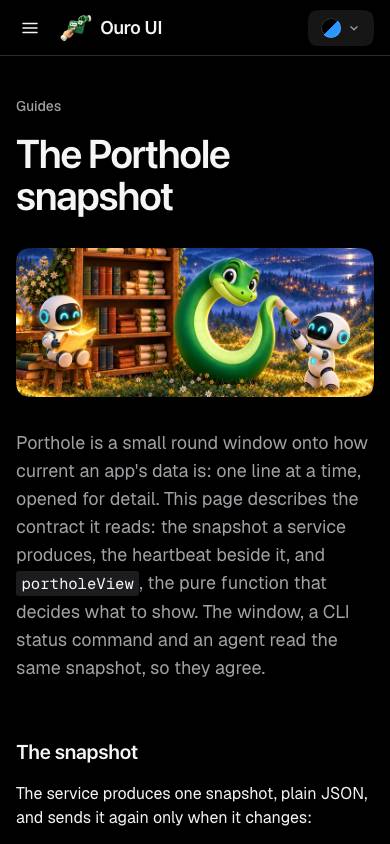 Ouro UI
Guides
The Porthole
snapshot
Porthole is a small round window onto how
current an app's data is: one line at a time,
opened for detail. This page describes the
contract it reads: the snapshot a service
produces, the heartbeat beside it, and
portholeView, the pure function that
decides what to show. The window, a CLI
status command and an agent read the
same snapshot, so they agree.
The snapshot
The service produces one snapshot, plain JSON,
and sends it again only when it changes: